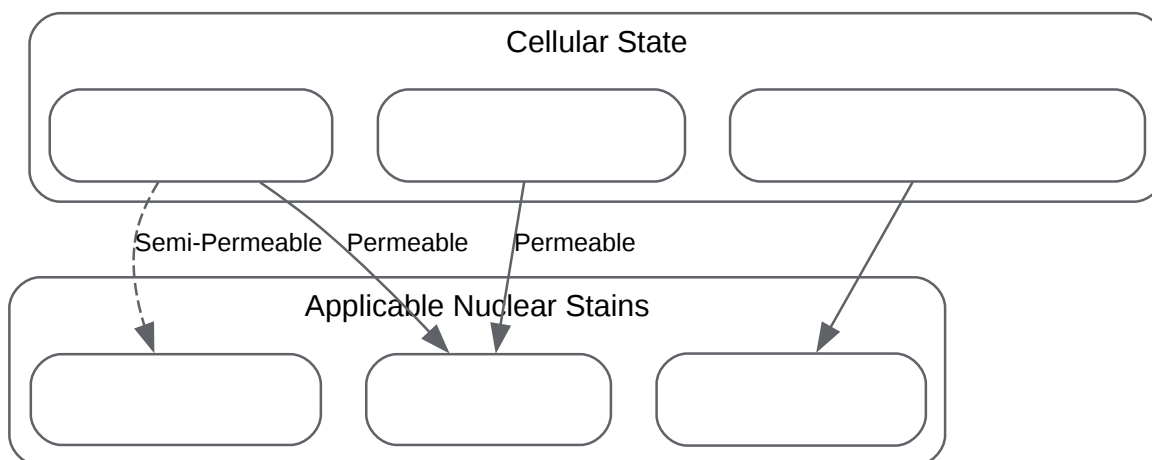 Cellular State
Semi-Permeable
Permeable
Permeable
Applicable Nuclear Stains